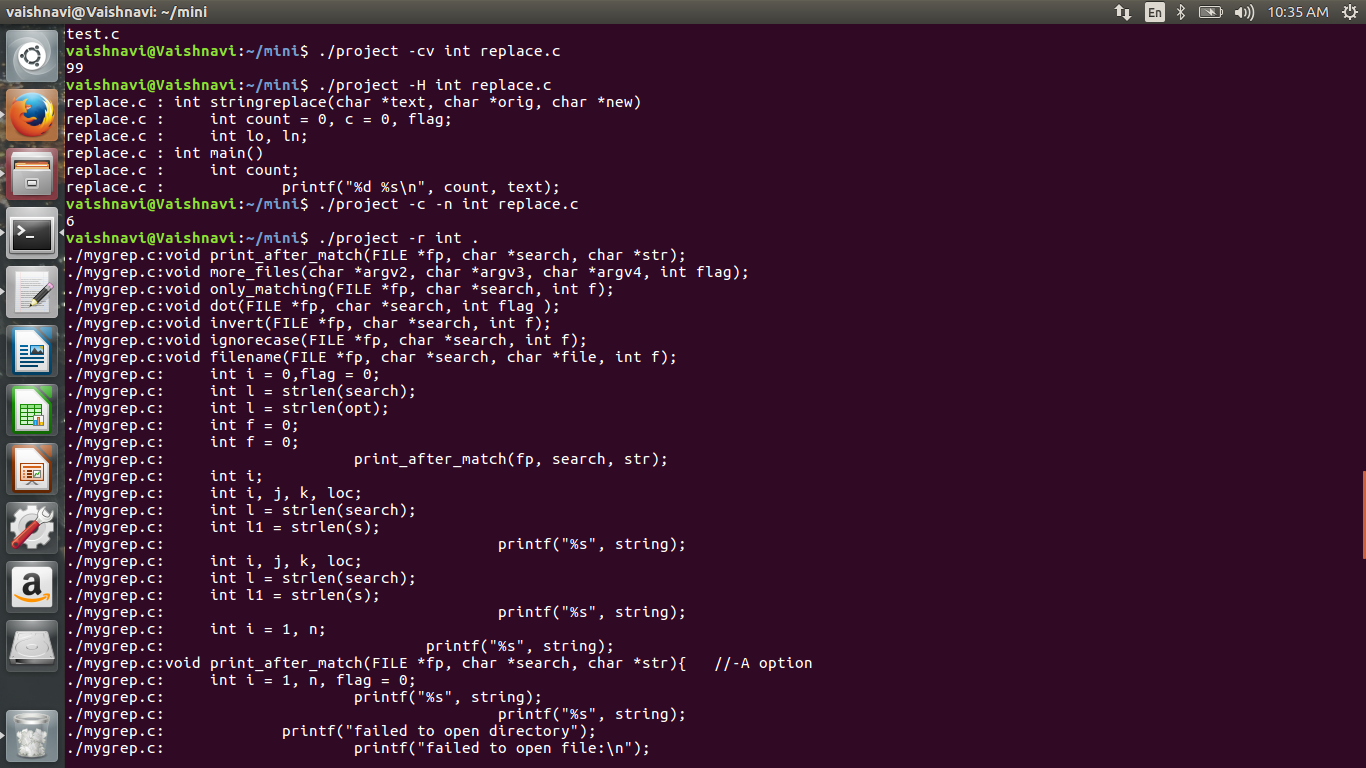 vaishnavi@Vaishnavi: ~/mini En 10:35 AM
test.c
vaishnavi@Vaishnavi:~/mini$ ./project -cv int replace.c
99
vaishnavi@Vaishnavi:~/mini$ ./project -H int replace.c
replace.c : int stringreplace(char *text, char *orig, char *new)
replace.c :     int count = 0, c = 0, flag;
replace.c :     int lo, ln;
replace.c : int main()
replace.c :     int count;
replace.c :             printf("%d %s\n", count, text);
vaishnavi@Vaishnavi:~/mini$ ./project -c -n int replace.c
6
vaishnavi@Vaishnavi:~/mini$ ./project -r int .
./mygrep.c:void print_after_match(FILE *fp, char *search, char *str);
./mygrep.c:void more_files(char *argv2, char *argv3, char *argv4, int flag);
./mygrep.c:void only_matching(FILE *fp, char *search, int f);
./mygrep.c:void dot(FILE *fp, char *search, int flag );
./mygrep.c:void invert(FILE *fp, char *search, int f);
./mygrep.c:void ignorecase(FILE *fp, char *search, int f);
./mygrep.c:void filename(FILE *fp, char *search, char *file, int f);
./mygrep.c:     int i = 0,flag = 0;
./mygrep.c:     int l = strlen(search);
./mygrep.c:     int l = strlen(opt);
./mygrep.c:     int f = 0;
./mygrep.c:     int f = 0;
./mygrep.c:                     print_after_match(fp, search, str);
./mygrep.c:     int i;
./mygrep.c:     int i, j, k, loc;
./mygrep.c:     int l = strlen(search);
./mygrep.c:     int l1 = strlen(s);
./mygrep.c:                                     printf("%s", string);
./mygrep.c:     int i, j, k, loc;
./mygrep.c:     int l = strlen(search);
./mygrep.c:     int l1 = strlen(s);
./mygrep.c:                                     printf("%s", string);
./mygrep.c:     int i = 1, n;
./mygrep.c:                             printf("%s", string);
./mygrep.c:void print_after_match(FILE *fp, char *search, char *str){   //-A option
./mygrep.c:     int i = 1, n, flag = 0;
./mygrep.c:                     printf("%s", string);
./mygrep.c:                                     printf("%s", string);
./mygrep.c:             printf("failed to open directory");
./mygrep.c:                     printf("failed to open file:\n");